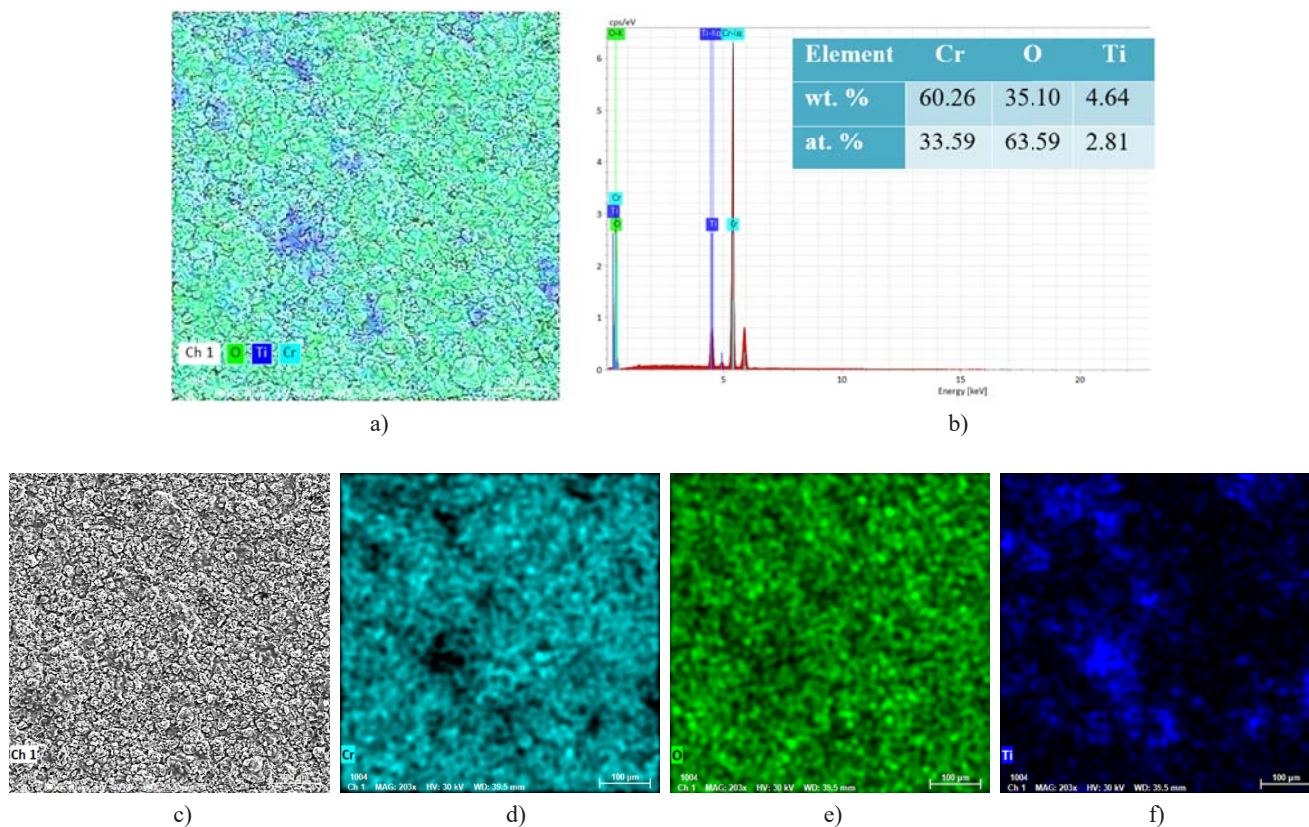 cps/eV
O-K Ti-Kα Cr-Kα
6
5
4
3
2
1
0
Cr
Ti
O
Ti Cr
5 10 15 20
Energy [keV]
Element Cr O Ti
wt. % 60.26 35.10 4.64
at. % 33.59 63.59 2.81
Ch 1 O Ti Cr
a) b)
Ch 1
Cr
1004
Ch 1 MAG: 203x HV: 30 kV WD: 39.5 mm 100 µm
O
1004
Ch 1 MAG: 203x HV: 30 kV WD: 39.5 mm 100 µm
Ti
1004
Ch 1 MAG: 203x HV: 30 kV WD: 39.5 mm 100 µm
c) d) e) f)